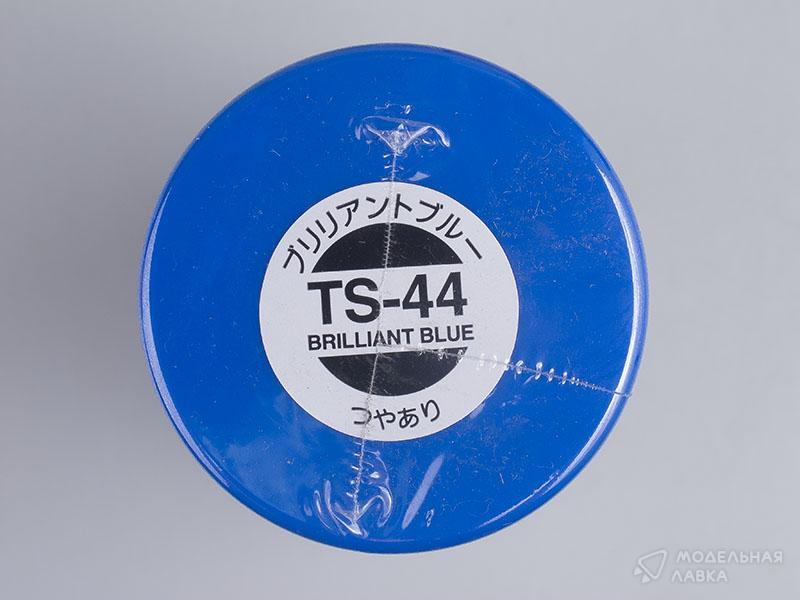 ブリリアントブルー
TS-44
BRILLIANT BLUE
つやあり
МОДЕЛЬНАЯ
ЛАВКА